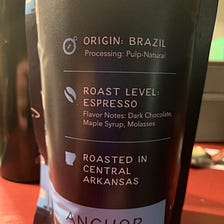 ORIGIN: BRAZIL
Processing: Pulp-Natural
ROAST LEVEL:
ESPRESSO
Flavor Notes: Dark Chocolate,
Maple Syrup, Molasses
ROASTED IN
CENTRAL
ARKANSAS
ANCHOR